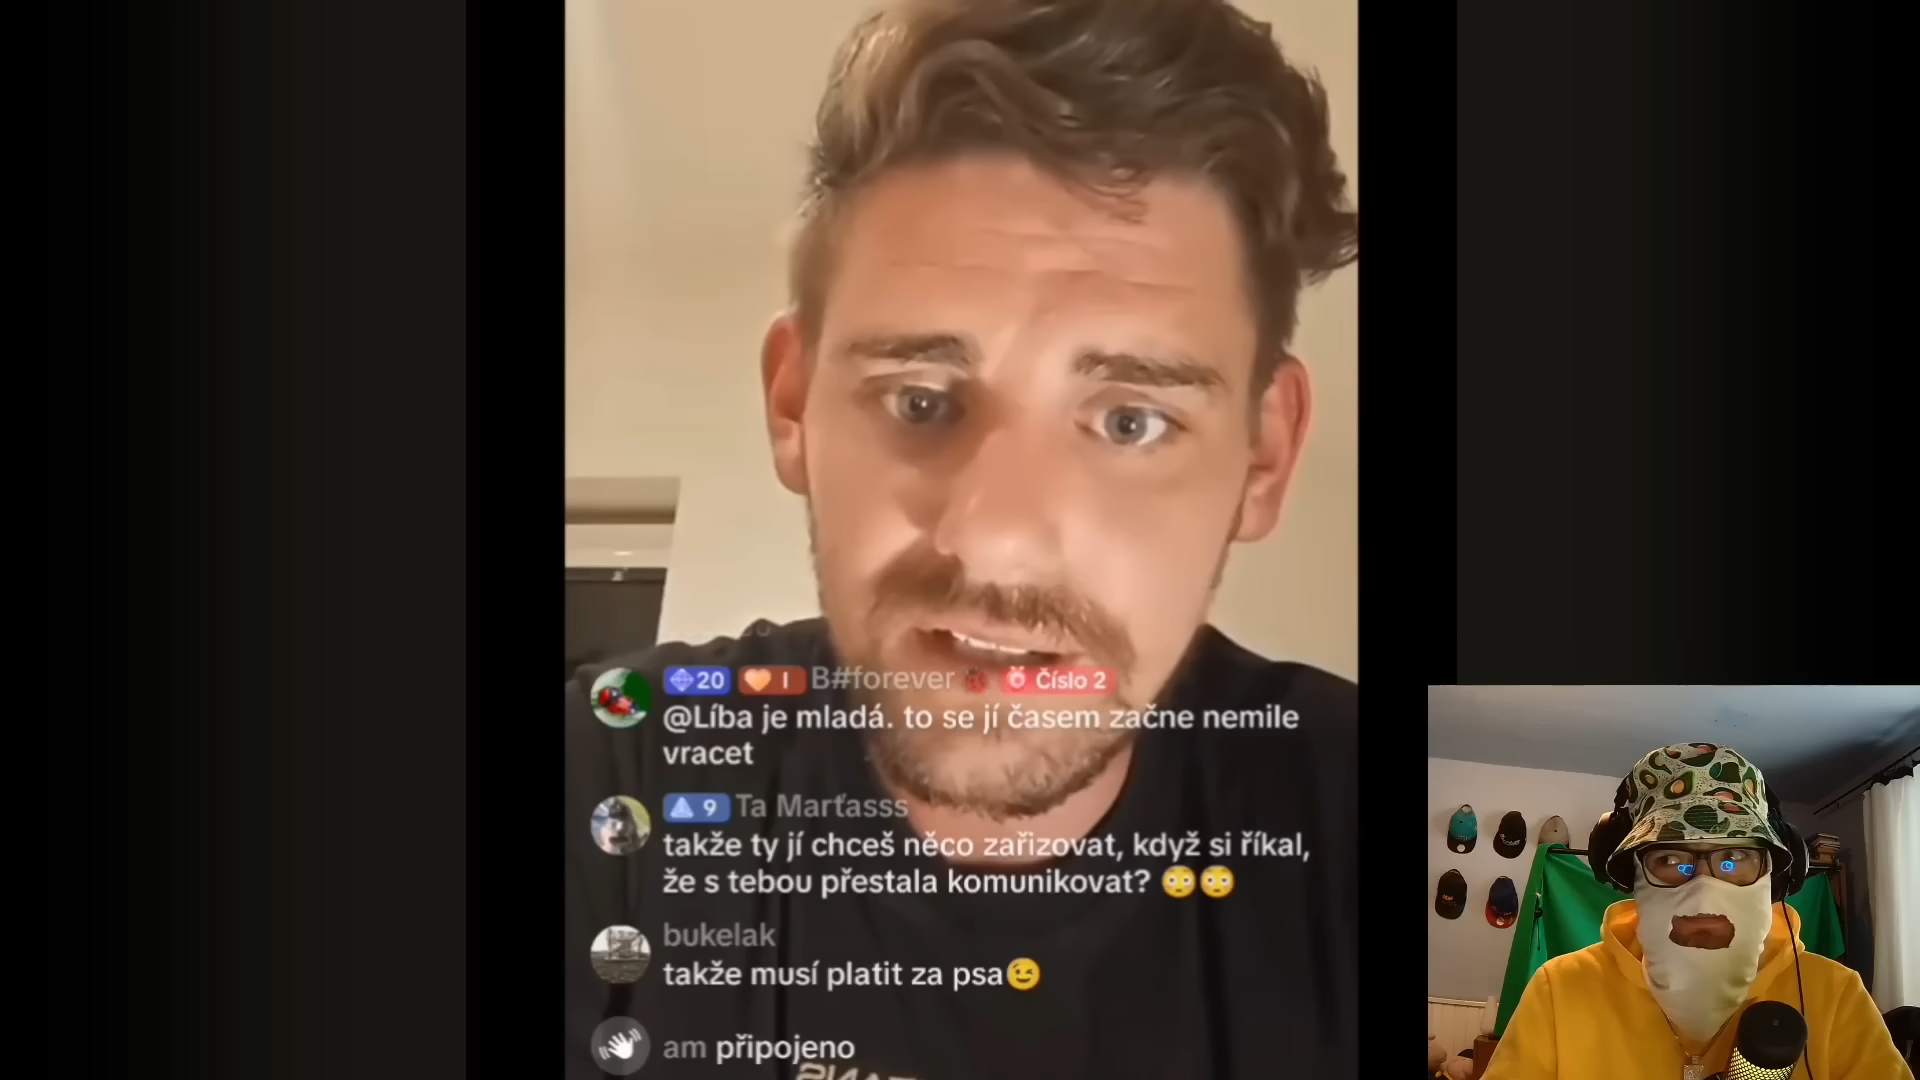 20 I B#forever Číslo 2
@Líba je mladá. to se jí časem začne nemile
vracet
9 Ta Marťasss
takže ty jí chceš něco zařizovat, když si říkal,
že s tebou přestala komunikovat? 😳😳
bukelak
takže musí platit za psa😉
am připojeno